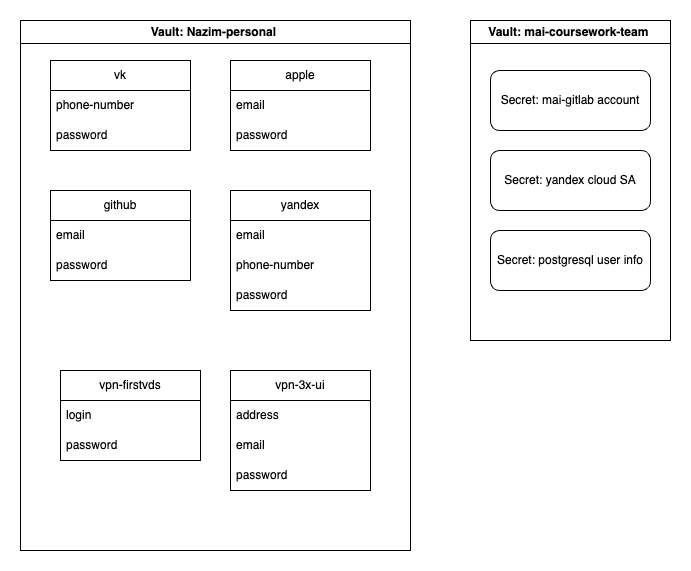 Vault: Nazim-personal
vk
phone-number
password
apple
email
password
github
email
password
yandex
email
phone-number
password
vpn-firstvds
login
password
vpn-3x-ui
address
email
password
Vault: mai-coursework-team
Secret: mai-gitlab account
Secret: yandex cloud SA
Secret: postgresql user info